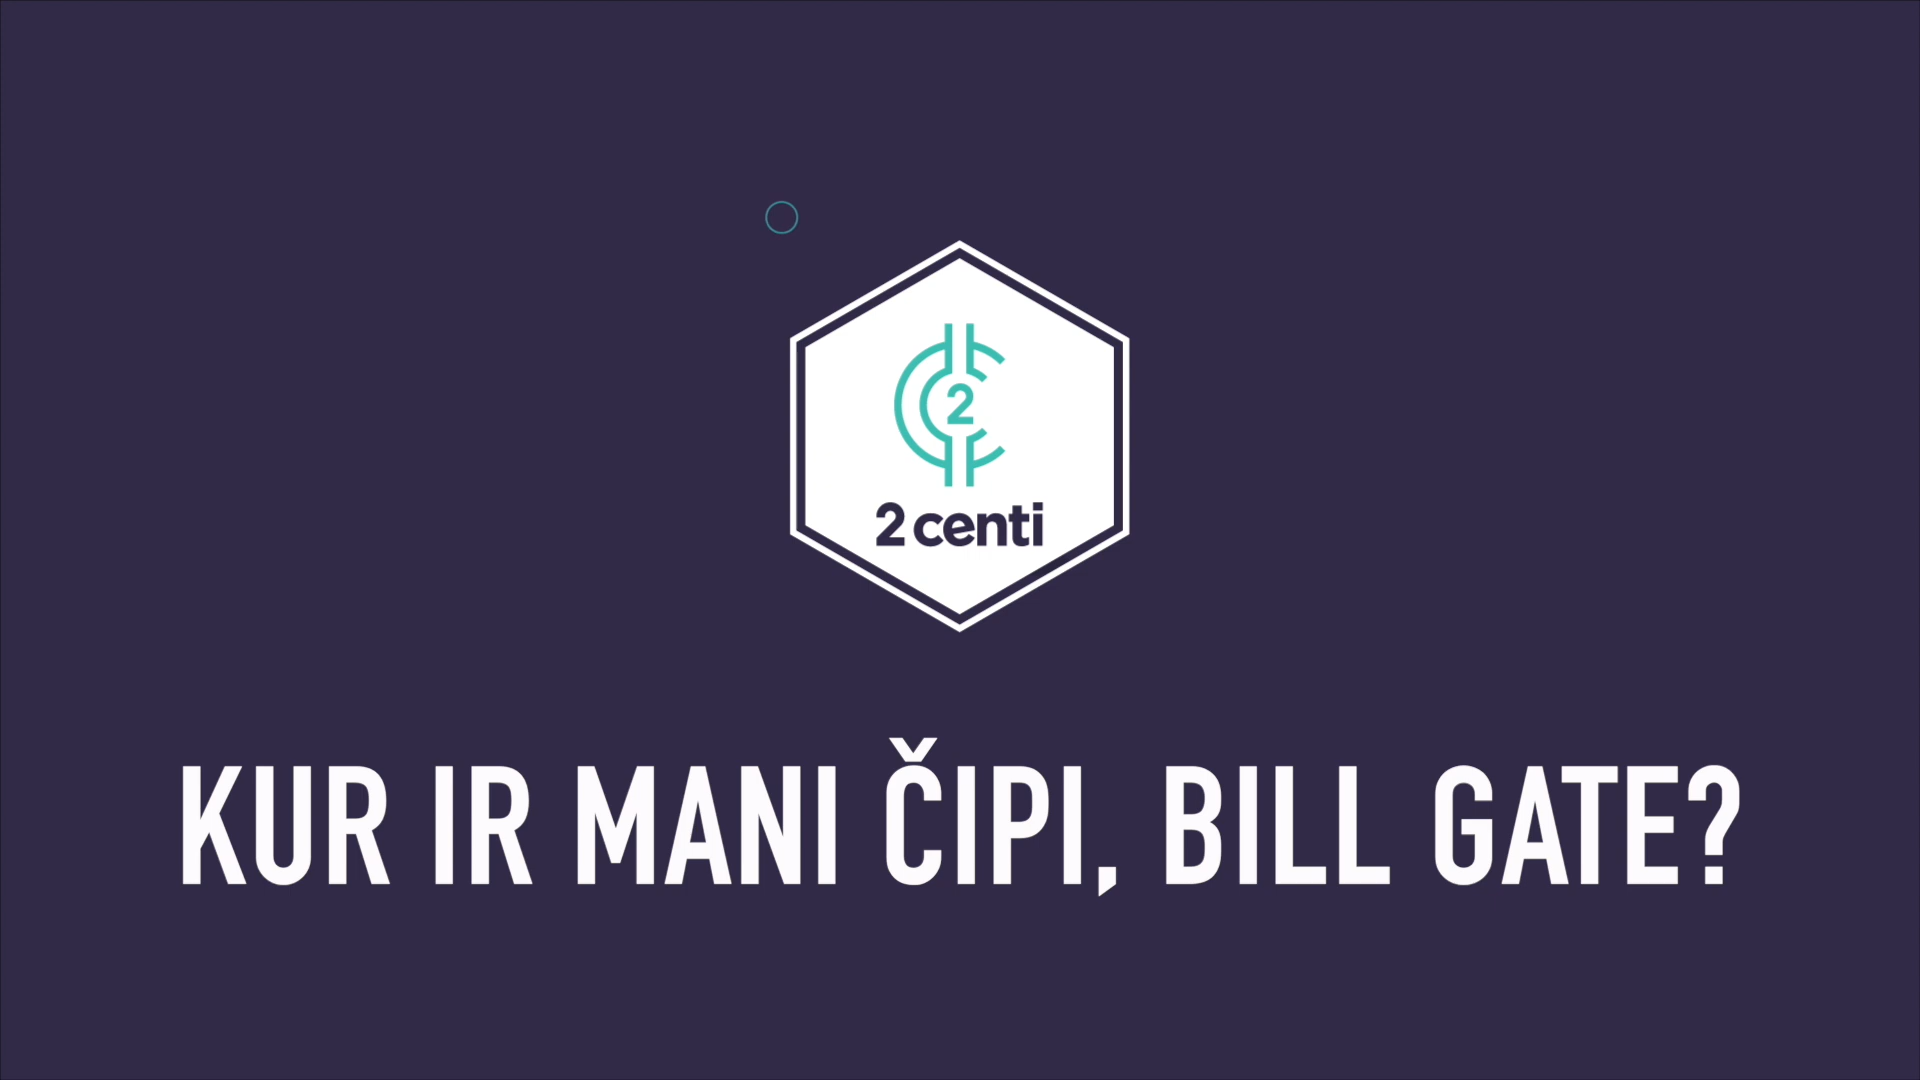 2
2 centi
KUR IR MANI ČIPI, BILL GATE?